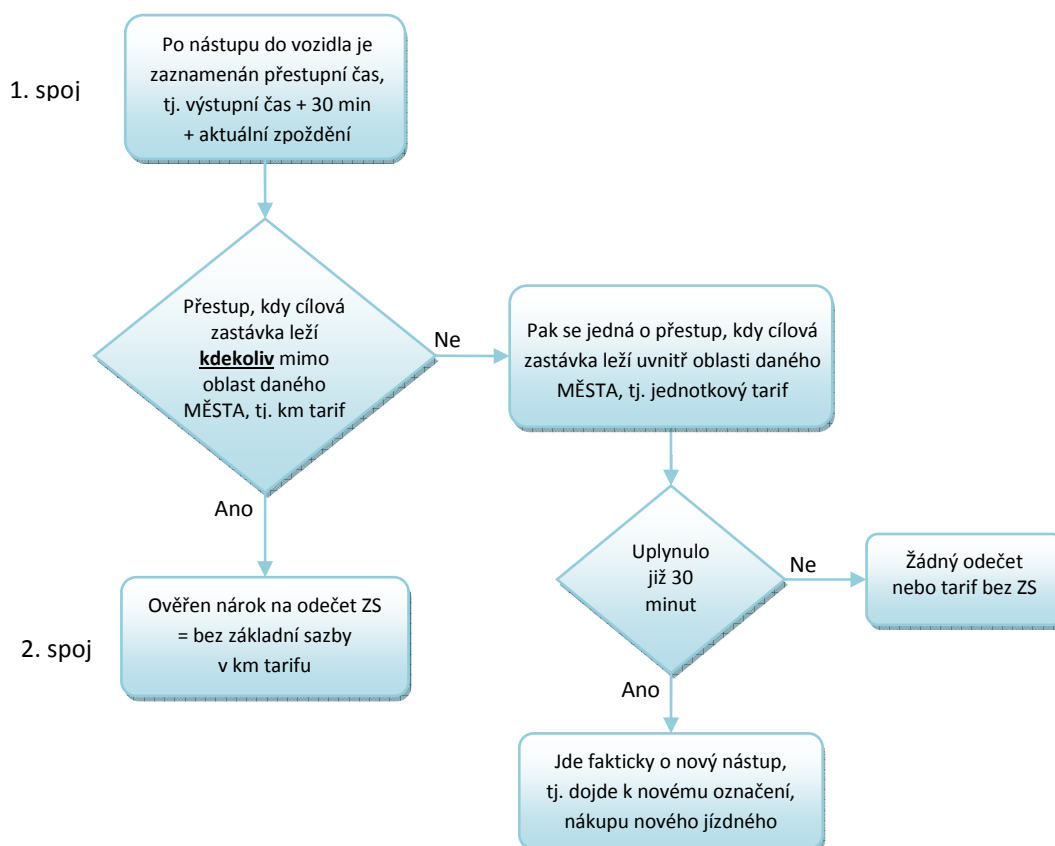 Po nástupu do vozidla je
zaznamenán přestupní čas,
tj. výstupní čas + 30 min
+ aktuální zpoždění
1. spoj
Přestup, kdy cílová
zastávka leží
kdekoliv mimo
oblast daného
MĚSTA, tj. km tarif
Ne
Pak se jedná o přestup, kdy cílová
zastávka leží uvnitř oblasti daného
MĚSTA, tj. jednotkový tarif
Ano
Uplynulo
již 30
minut
Ne
Žádný odečet
nebo tarif bez ZS
Ověřen nárok na odečet ZS
= bez základní sazby
v km tarifu
2. spoj
Ano
Jde fakticky o nový nástup,
tj. dojde k novému označení,
nákupu nového jízdného